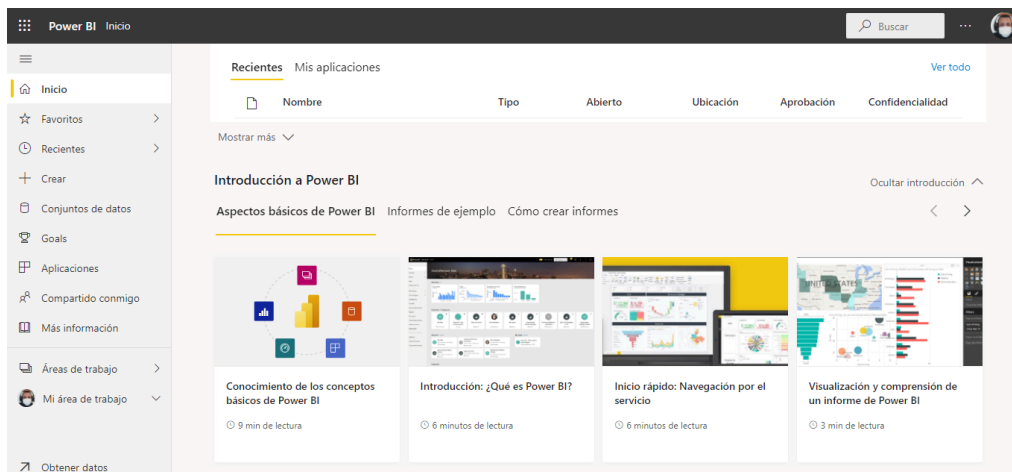 Power BI Inicio
Buscar
Inicio
Favoritos
Recientes
Crear
Conjuntos de datos
Goals
Aplicaciones
Compartido conmigo
Más información
Áreas de trabajo
Mi área de trabajo
Obtener datos
Recientes Mis aplicaciones Ver todo
Nombre Tipo Abierto Ubicación Aprobación Confidencialidad
Mostrar más
Introducción a Power BI Ocultar introducción
Aspectos básicos de Power BI Informes de ejemplo Cómo crear informes
UNITED STATES
Conocimiento de los conceptos
básicos de Power BI
9 min de lectura
Introducción: ¿Qué es Power BI?
6 minutos de lectura
Inicio rápido: Navegación por el
servicio
6 minutos de lectura
Visualización y comprensión de
un informe de Power BI
3 min de lectura